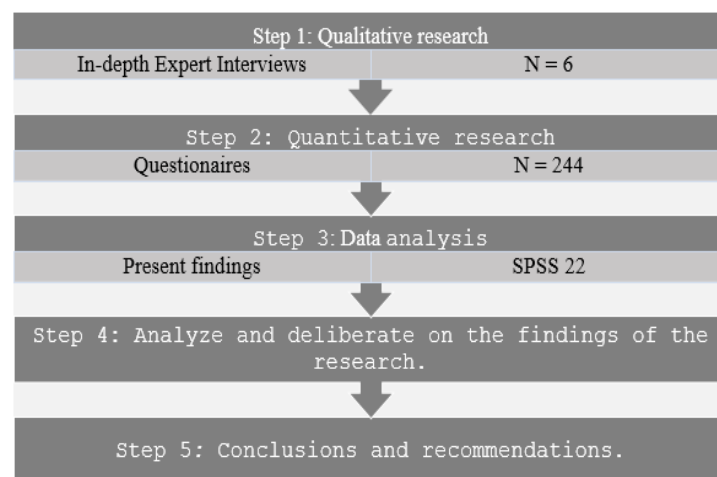 Step 1: Qualitative research
In-depth Expert Interviews N = 6
Step 2: Quantitative research
Questionaires N = 244
Step 3: Data analysis
Present findings SPSS 22
Step 4: Analyze and deliberate on the findings of the
research.
Step 5: Conclusions and recommendations.